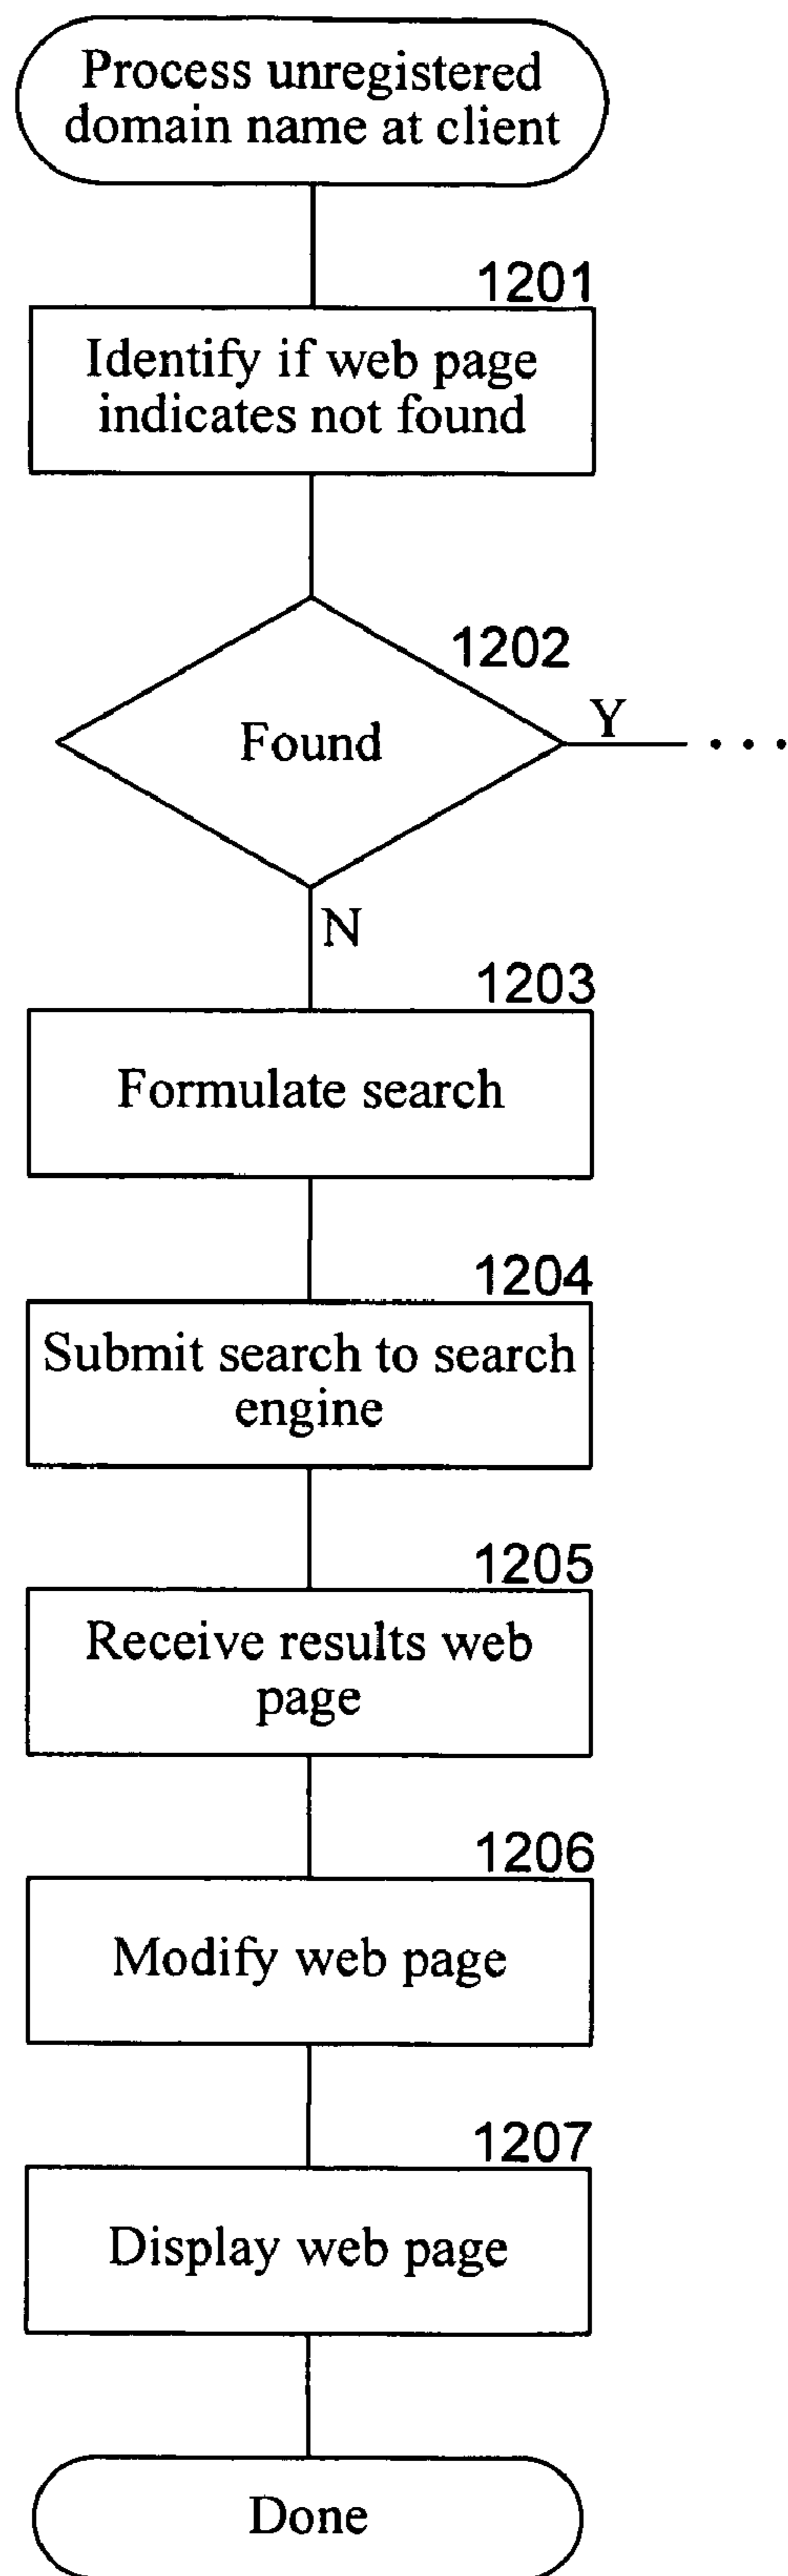 Process unregistered
domain name at client
1201
Identify if web page
indicates not found
1202
Found
Y
...
N
1203
Formulate search
1204
Submit search to search
engine
1205
Receive results web
page
1206
Modify web page
1207
Display web page
Done